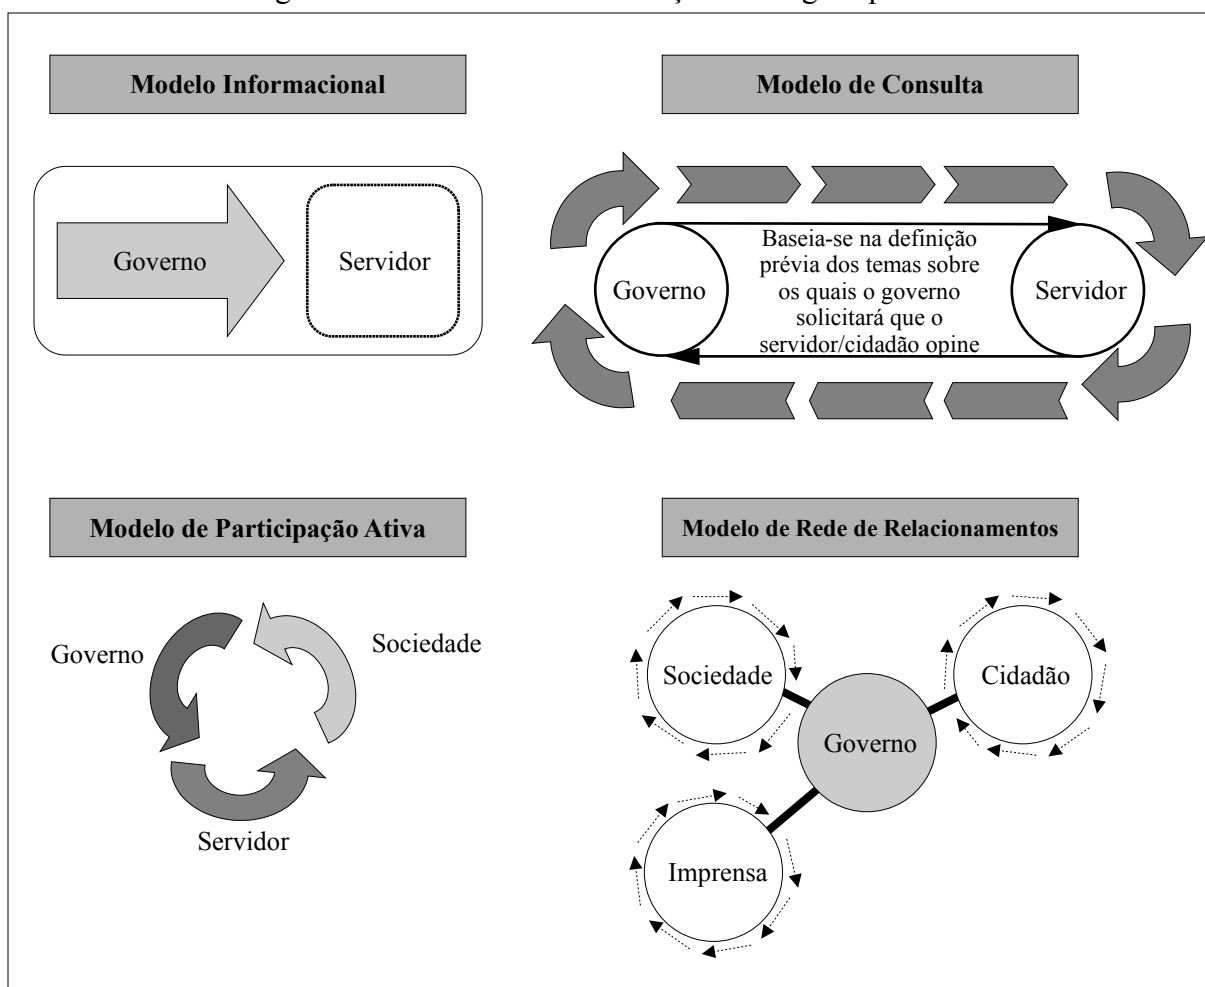 Modelo Informacional
Governo
Servidor
Modelo de Consulta
Governo
Baseia-se na definição
prévia dos temas sobre
os quais o governo
solicitará que o
servidor/cidadão opine
Servidor
Modelo de Participação Ativa
Governo
Sociedade
Servidor
Modelo de Rede de Relacionamentos
Sociedade
Cidadão
Governo
Imprensa